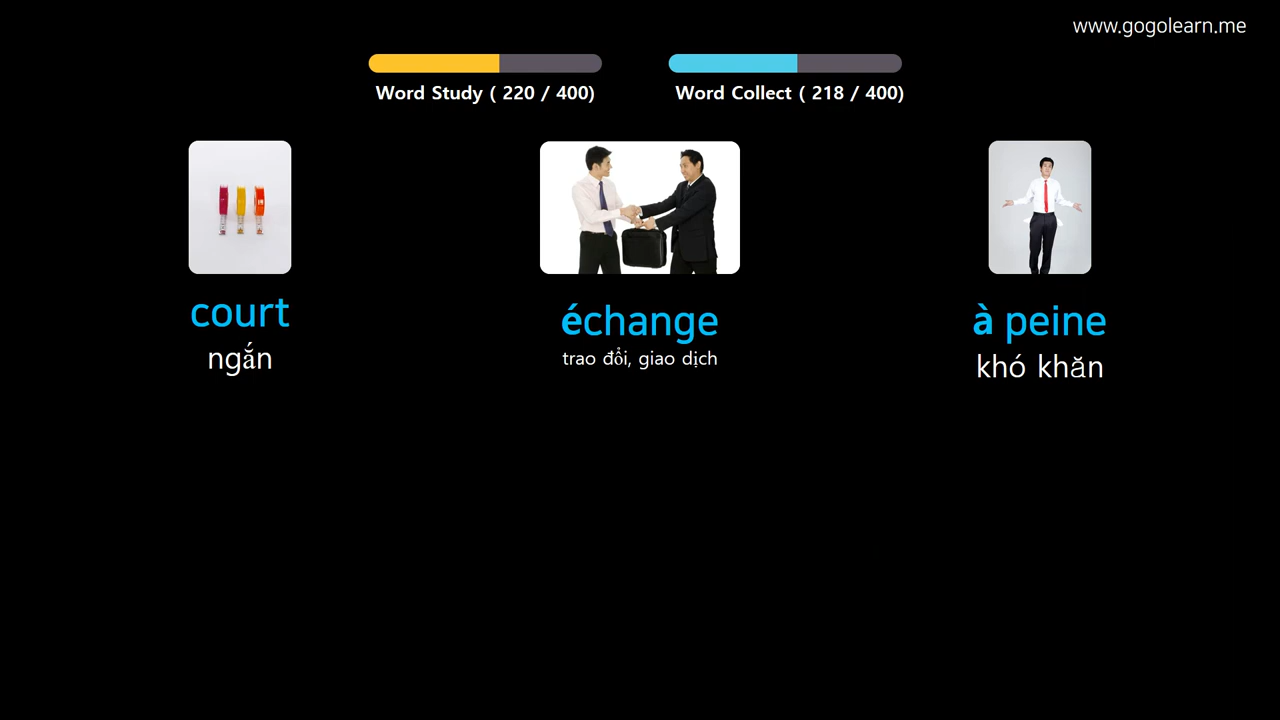 www.gogolearn.me
Word Study ( 220 / 400)
Word Collect ( 218 / 400)
court
ngắn
échange
trao đổi, giao dịch
à peine
khó khăn